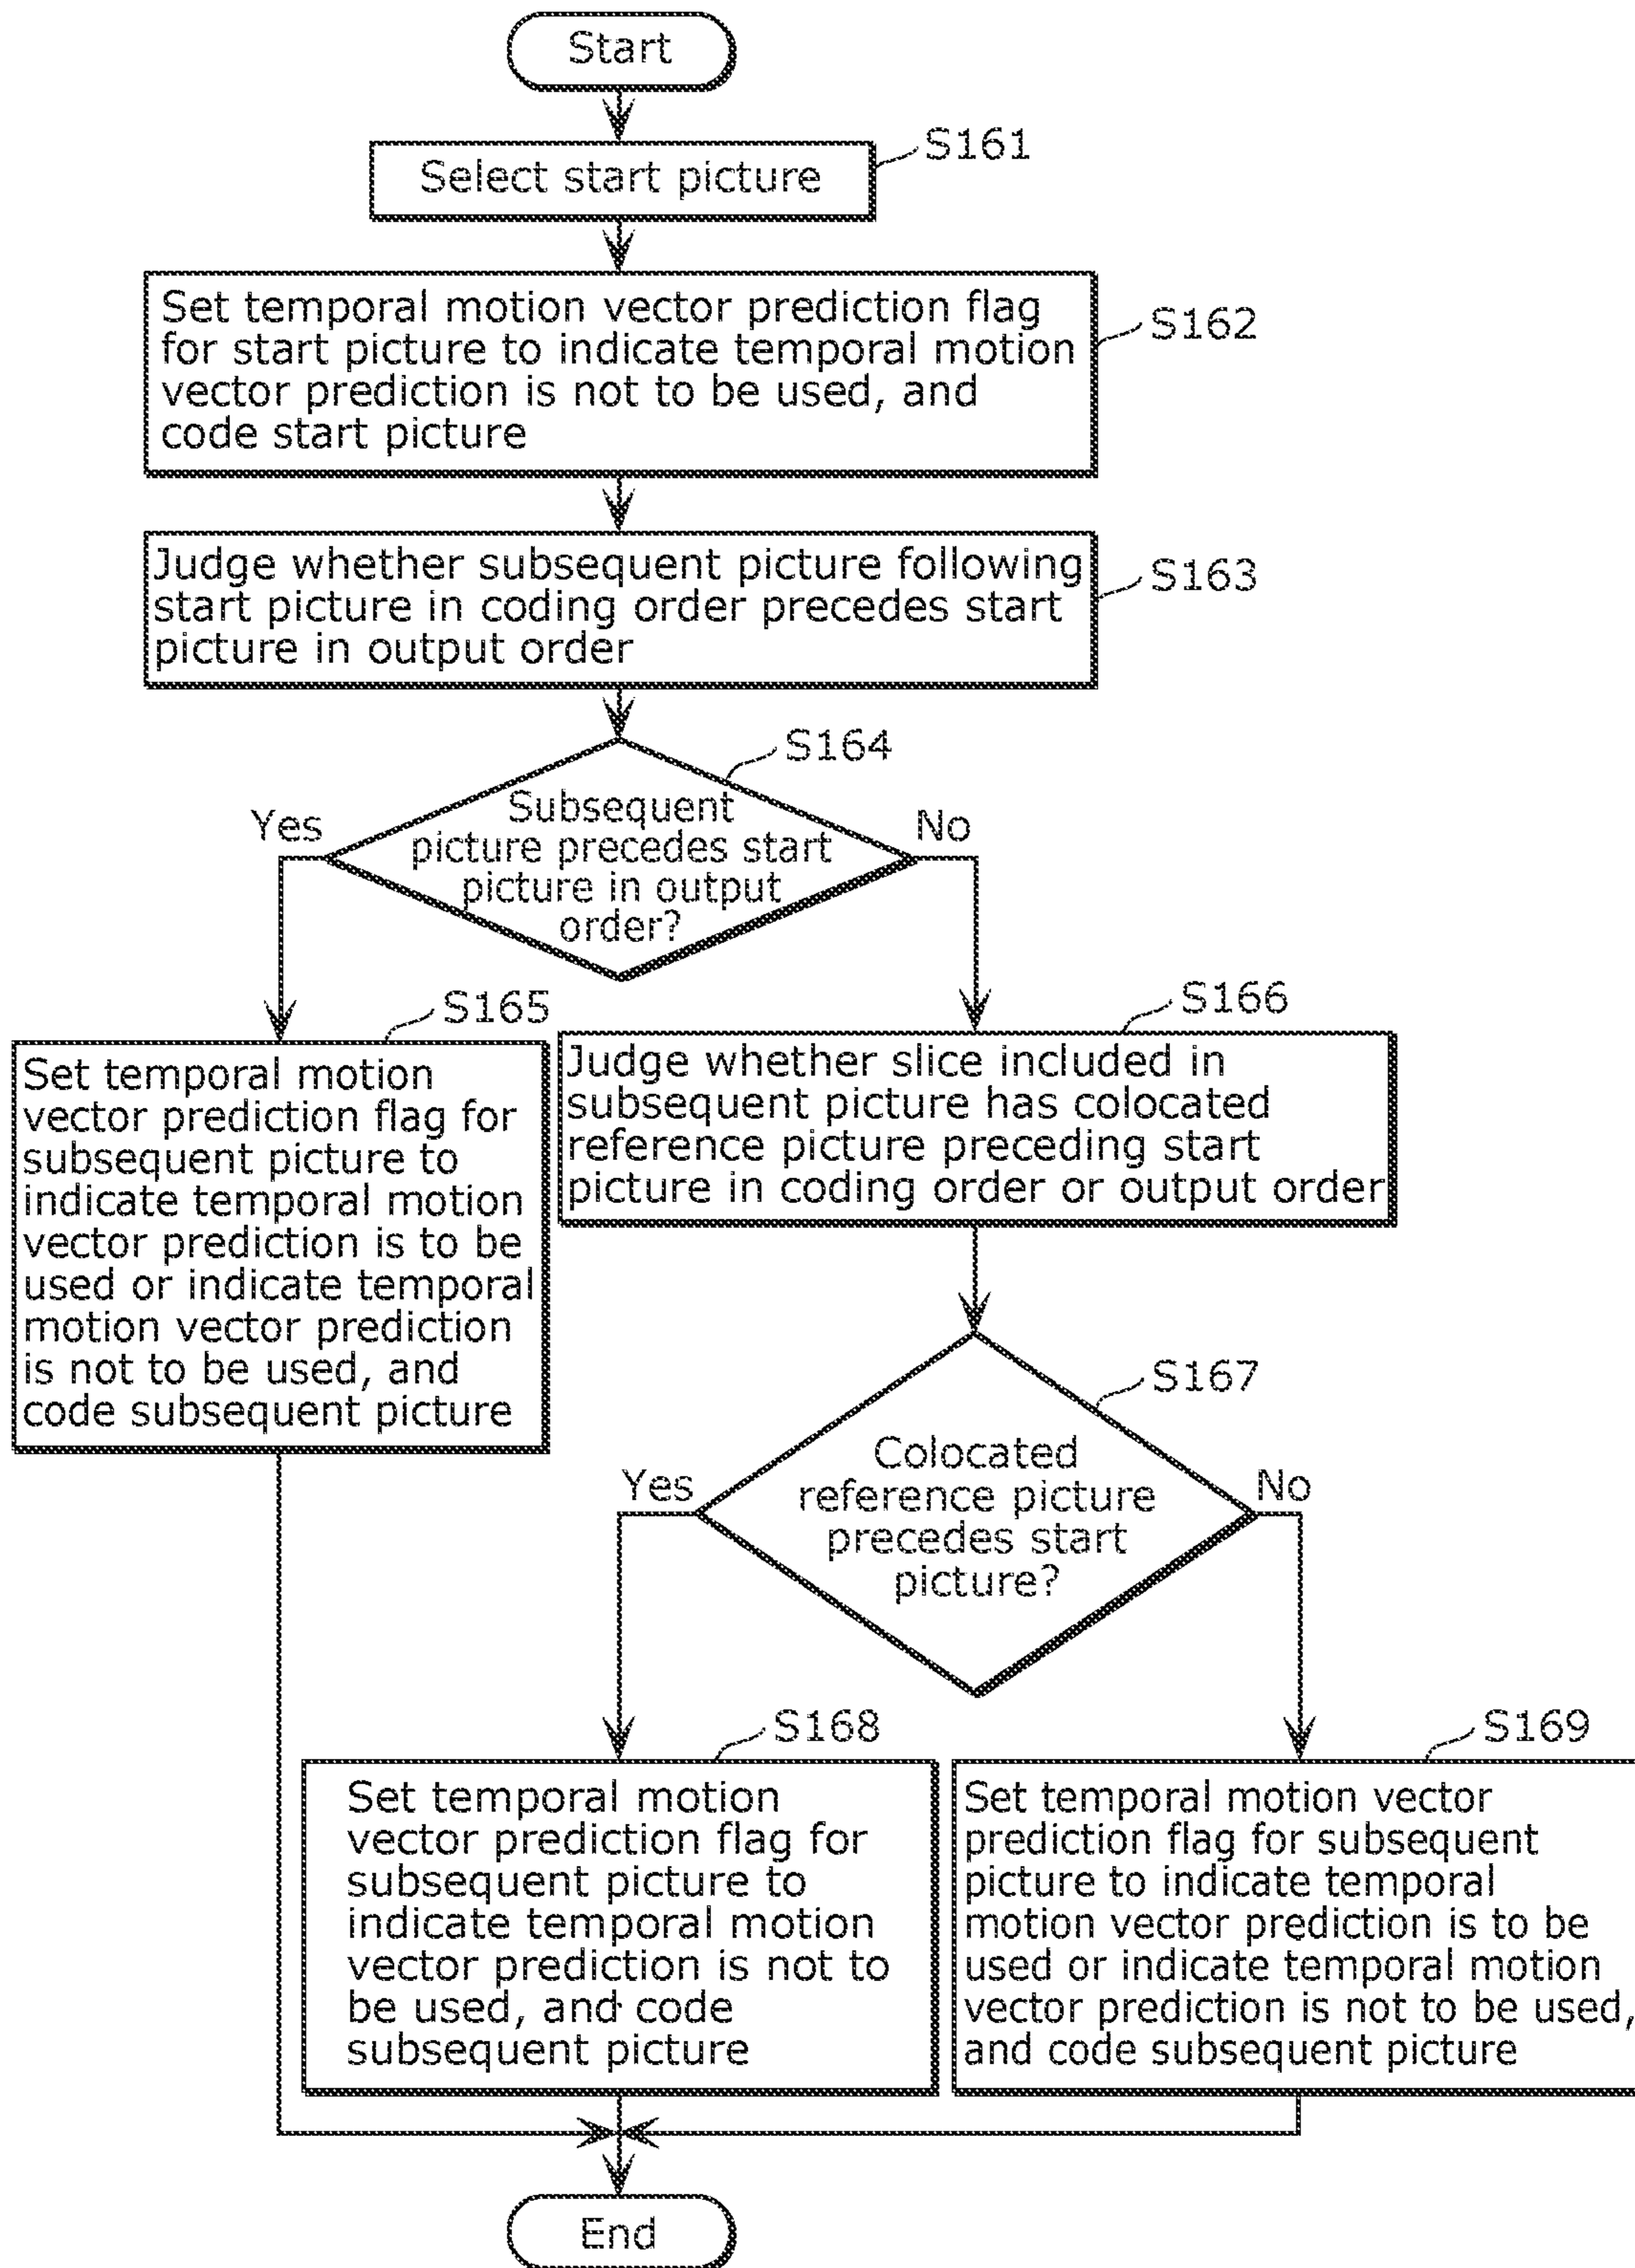 Start
S161
Select start picture
S162
Set temporal motion vector prediction flag
for start picture to indicate temporal motion
vector prediction is not to be used, and
code start picture
S163
Judge whether subsequent picture following
start picture in coding order precedes start
picture in output order
S164
Subsequent
picture precedes start
picture in output
order?
Yes
No
S165
Set temporal motion
vector prediction flag for
subsequent picture to
indicate temporal motion
vector prediction is to be
used or indicate temporal
motion vector prediction
is not to be used, and
code subsequent picture
S166
Judge whether slice included in
subsequent picture has colocated
reference picture preceding start
picture in coding order or output order
S167
Colocated
reference picture
precedes start
picture?
Yes
No
S168
Set temporal motion
vector prediction flag for
subsequent picture to
indicate temporal motion
vector prediction is not to
be used, and code
subsequent picture
S169
Set temporal motion vector
prediction flag for subsequent
picture to indicate temporal
motion vector prediction is to be
used or indicate temporal motion
vector prediction is not to be used,
and code subsequent picture
End